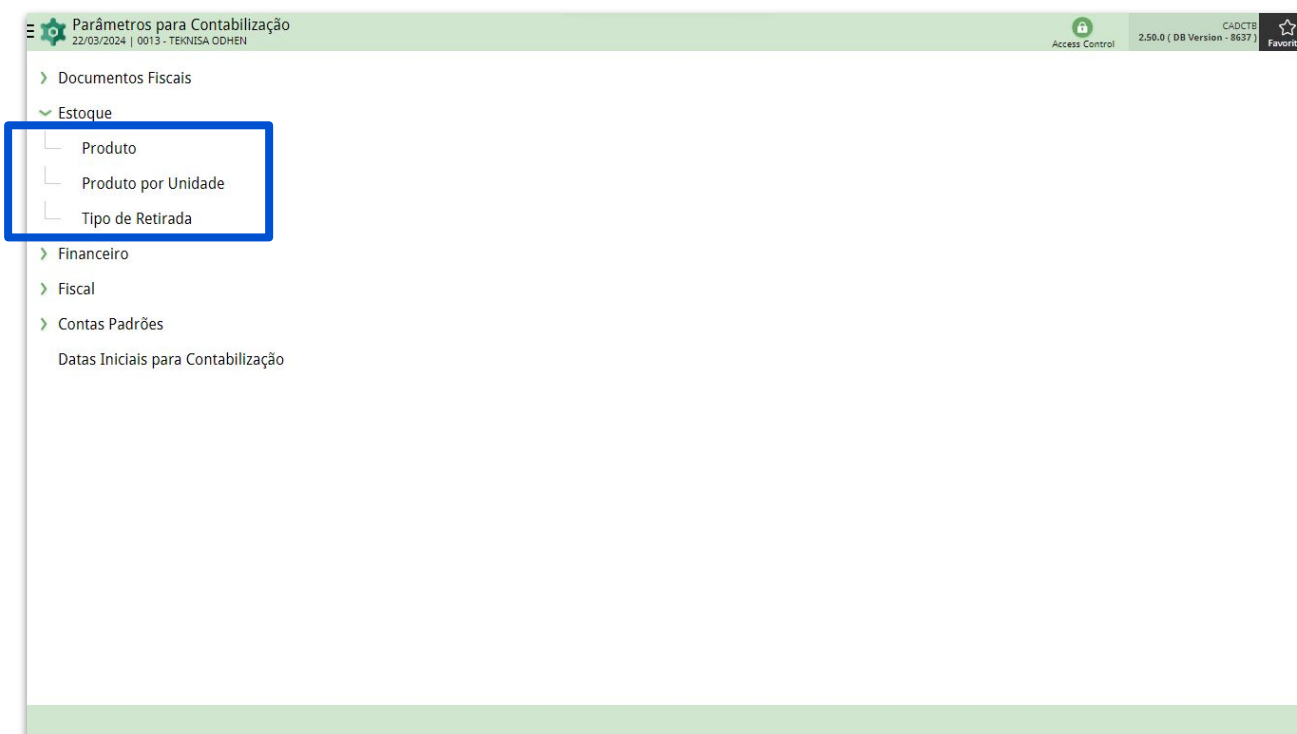 Parâmetros para Contabilização
22/03/2024 | 0013 - TEKNISA ODHEN
Access Control
CADCTB
2.50.0 ( DB Version - 8637 )
Favorit
Documentos Fiscais
Estoque
Produto
Produto por Unidade
Tipo de Retirada
Financeiro
Fiscal
Contas Padrões
Datas Iniciais para Contabilização